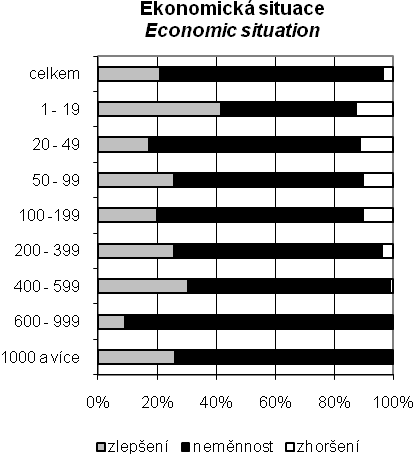 Ekonomická situace
Economic situation
celkem
1 - 19
20 - 49
50 - 99
100 -199
200 - 399
400 - 599
600 - 999
1000 a více
0% 20% 40% 60% 80% 100%
zlepšení neměnnost zhoršení